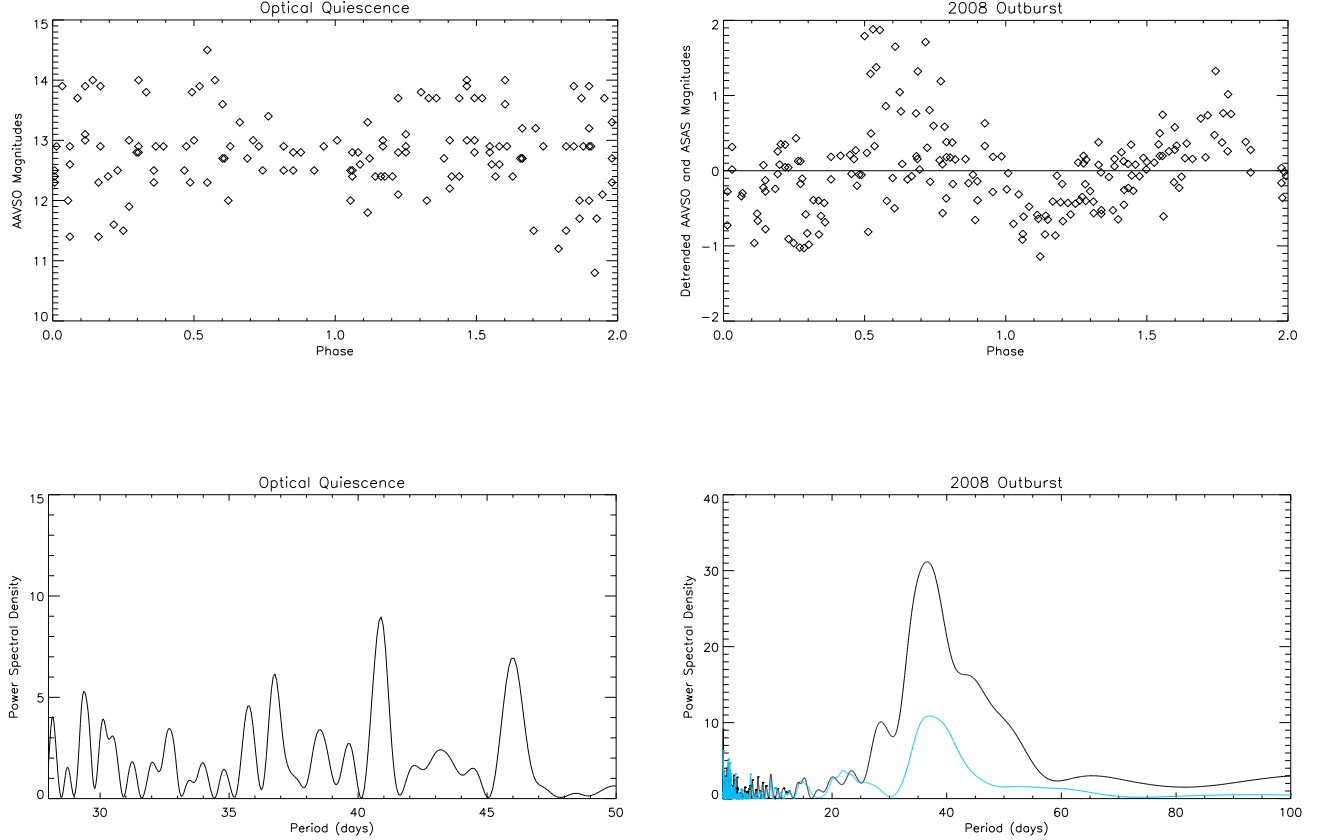 Optical Quiescence
15
14
13
12
11
10
AAVSO Magnitudes
0.0 0.5 1.0 1.5 2.0
Phase
2008 Outburst
2
1
0
−1
−2
Detrended AAVSO and ASAS Magnitudes
0.0 0.5 1.0 1.5 2.0
Phase
Optical Quiescence
15
10
5
0
Power Spectral Density
30 35 40 45 50
Period (days)
2008 Outburst
40
30
20
10
0
Power Spectral Density
20 40 60 80 100
Period (days)